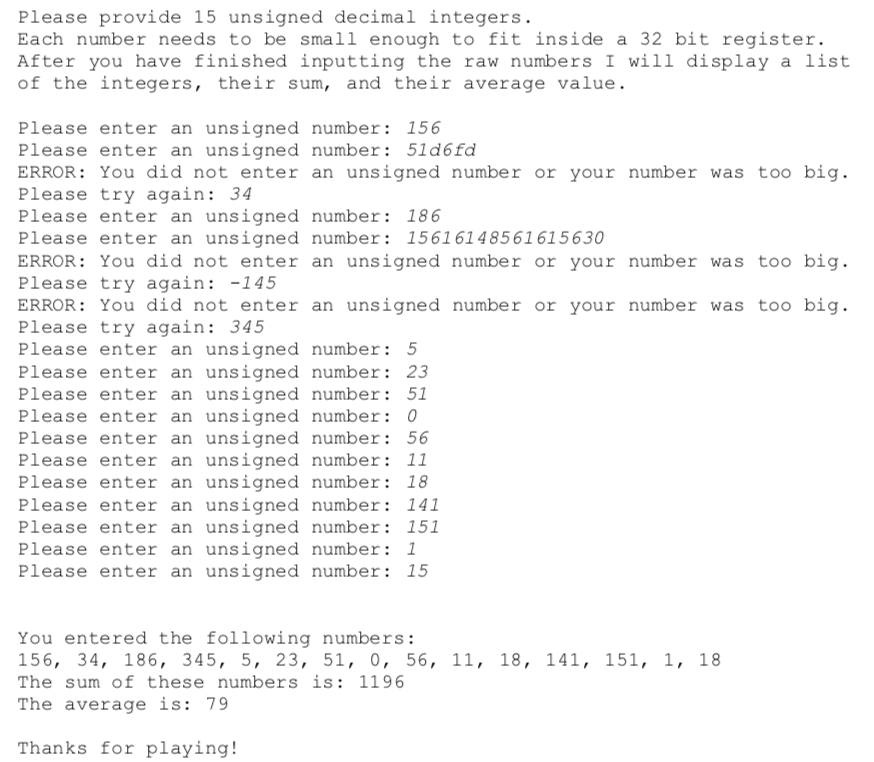 Please provide 15 unsigned decimal integers.
Each number needs to be small enough to fit inside a 32 bit register.
After you have finished inputting the raw numbers I will display a list
of the integers, their sum, and their average value.
Please enter an unsigned number: 156
Please enter an unsigned number: 51d6fd
ERROR: You did not enter an unsigned number or your number was too big.
Please try again: 34
Please enter an unsigned number: 186
Please enter an unsigned number: 15616148561615630
ERROR: You did not enter an unsigned number or your number was too big.
Please try again: -145
ERROR: You did not enter an unsigned number or your number was too big.
Please try again: 345
Please enter an unsigned number: 5
Please enter an unsigned number: 23
Please enter an unsigned number: 51
Please enter an unsigned number: 0
Please enter an unsigned number: 56
Please enter an unsigned number: 11
Please enter an unsigned number: 18
Please enter an unsigned number: 141
Please enter an unsigned number: 151
Please enter an unsigned number: 1
Please enter an unsigned number: 15
You entered the following numbers:
156, 34, 186, 345, 5, 23, 51, 0, 56, 11, 18, 141, 151, 1, 18
The sum of these numbers is: 1196
The average is: 79
Thanks for playing!